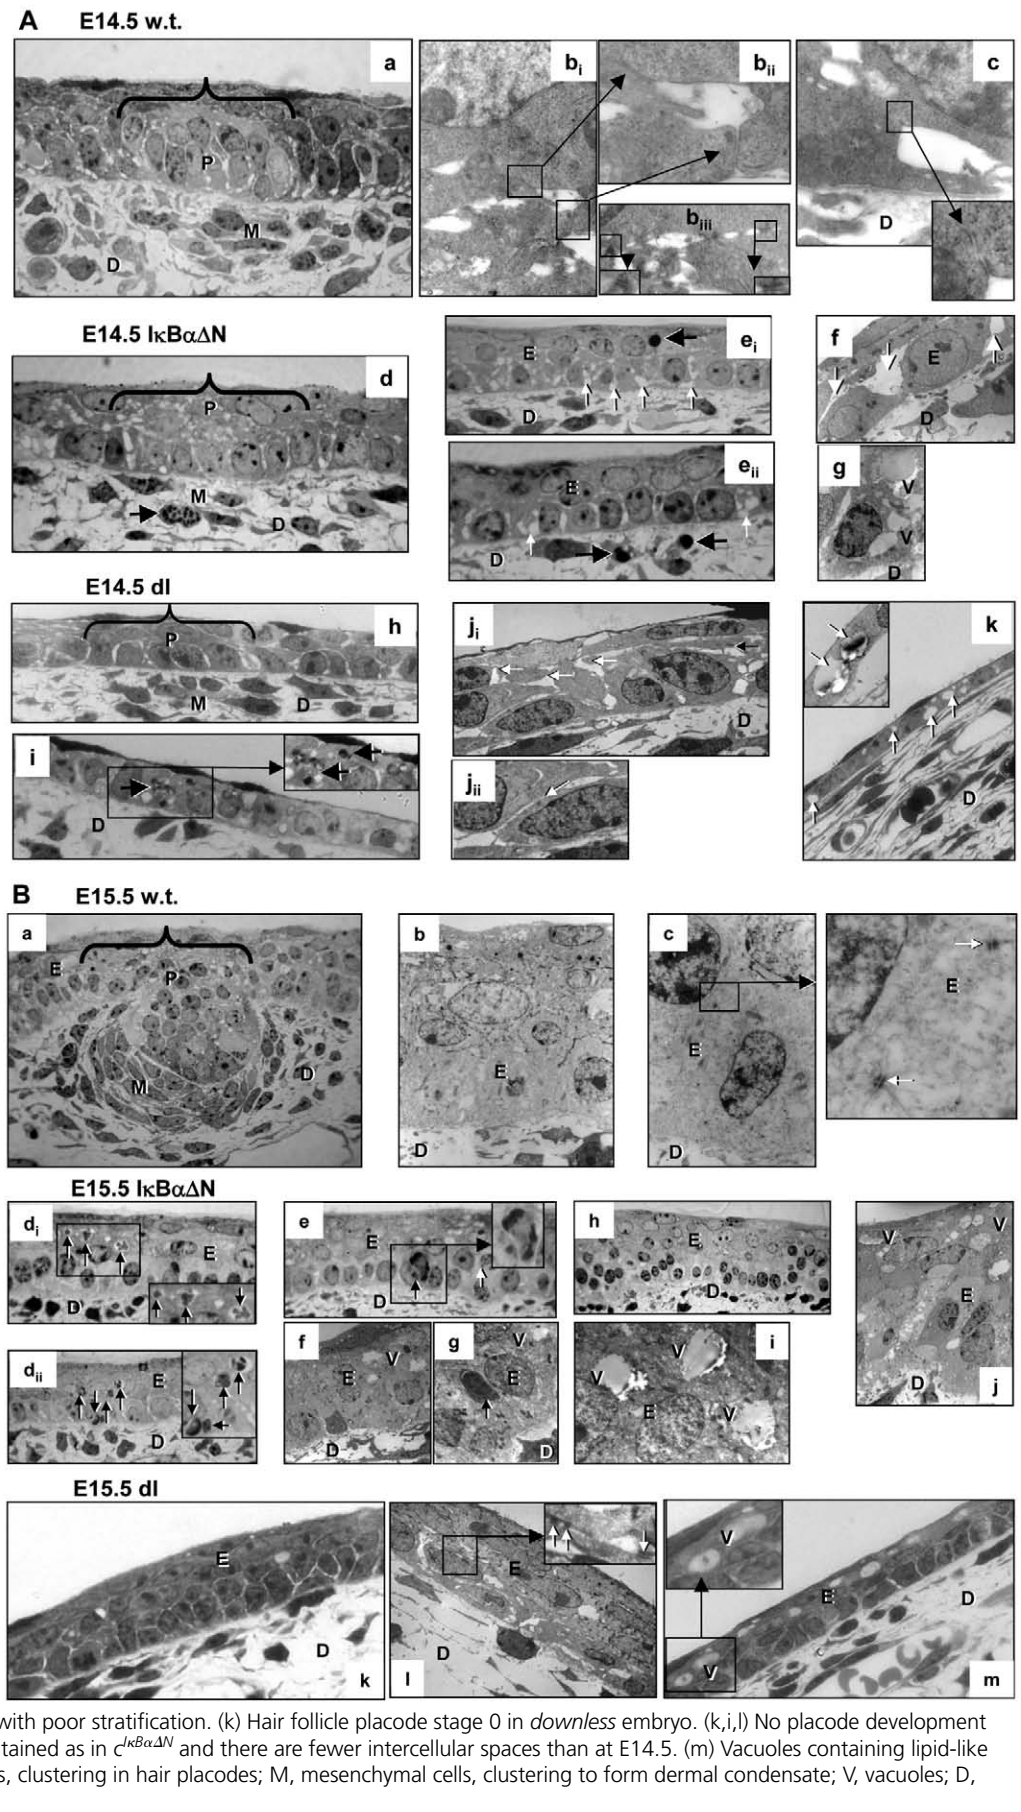 A E14.5 w.t.
a
P
M
D
bi
bii
biii
c
D
E14.5 IκBαΔN
d
P
M
D
ei
E
D
eii
E
D
f
E
D
g
V
V
D
E14.5 dl
h
P
M
D
i
D
ji
D
jii
k
D
B E15.5 w.t.
a
E
P
M
D
b
E
D
c
E
D
E
E15.5 IκBαΔN
di
E
D
dii
E
D
e
E
D
f
V
E
D
g
V
E
D
h
E
D
i
V
V
E
V
j
V
V
E
D
E15.5 dl
E
D
k
E
D
l
V
E
D
V
m
with poor stratification. (k) Hair follicle placode stage 0 in downless embryo. (k,i,l) No placode development
tained as in cIκBαΔN and there are fewer intercellular spaces than at E14.5. (m) Vacuoles containing lipid-like
s, clustering in hair placodes; M, mesenchymal cells, clustering to form dermal condensate; V, vacuoles; D,